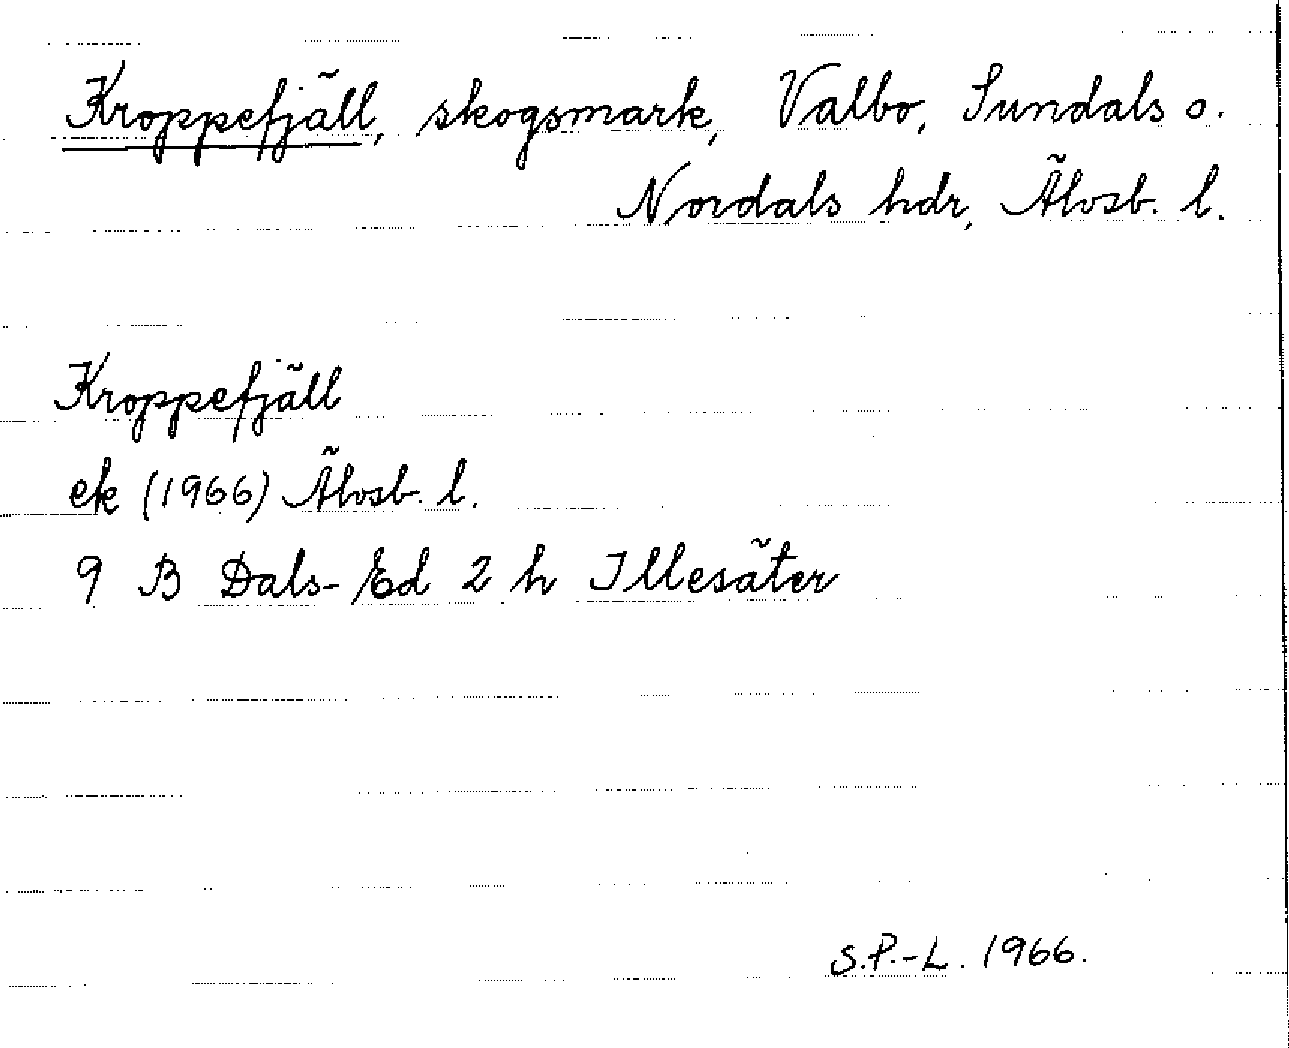 Kroppefjäll, skogsmark, Valbo, Sundals o.
Nordals hdr, Älvsb. l.
Kroppefjäll
ek (1966) Älvsb. l.
9 B Dals-Ed 2 h Illesäter
S.P.-L. 1966.